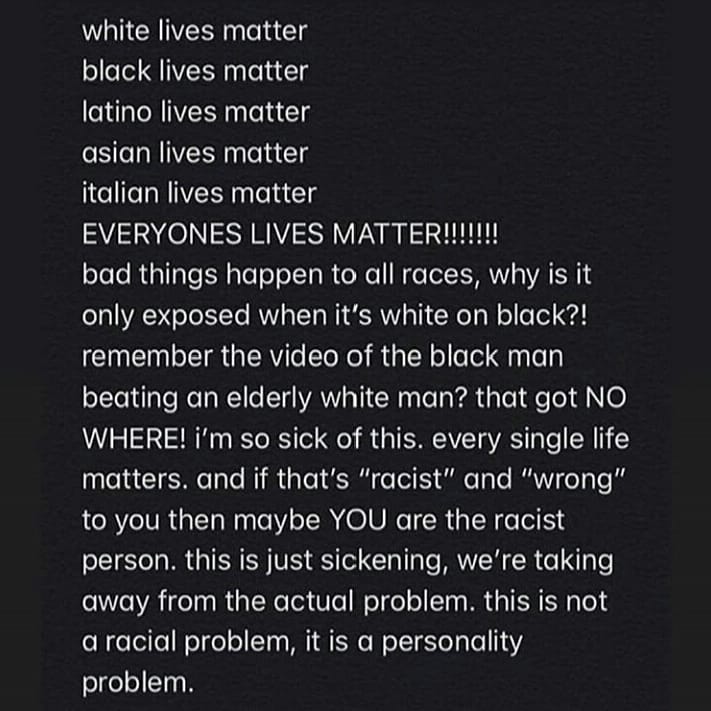 white lives matter
black lives matter
latino lives matter
asian lives matter
italian lives matter
EVERYONES LIVES MATTER!!!!!!!
bad things happen to all races, why is it
only exposed when it's white on black?!
remember the video of the black man
beating an elderly white man? that got NO
WHERE! i'm so sick of this. every single life
matters. and if that's "racist" and "wrong"
to you then maybe YOU are the racist
person. this is just sickening, we're taking
away from the actual problem. this is not
a racial problem, it is a personality
problem.